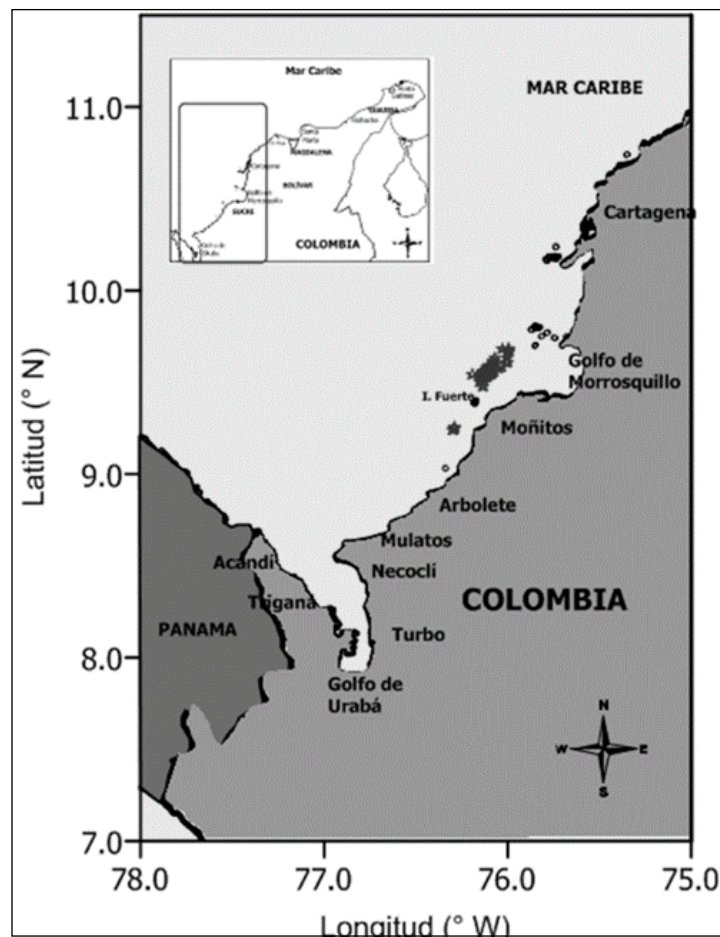 Mar Caribe
GUAJIRA
MAGDALENA
Cartagena
BOLÍVAR
SUCRE
COLOMBIA
MAR CARIBE
11.0
Cartagena
10.0
Golfo de
Morrosquillo
I. Fuerte
Moñitos
9.0
Arbolete
Mulatos
Acandí
Necoclí
Triganá
COLOMBIA
PANAMA
Turbo
8.0
Golfo de
Urabá
N
W
E
S
7.0
78.0
77.0
76.0
75.0
Latitud (° N)
Longitud (° W)